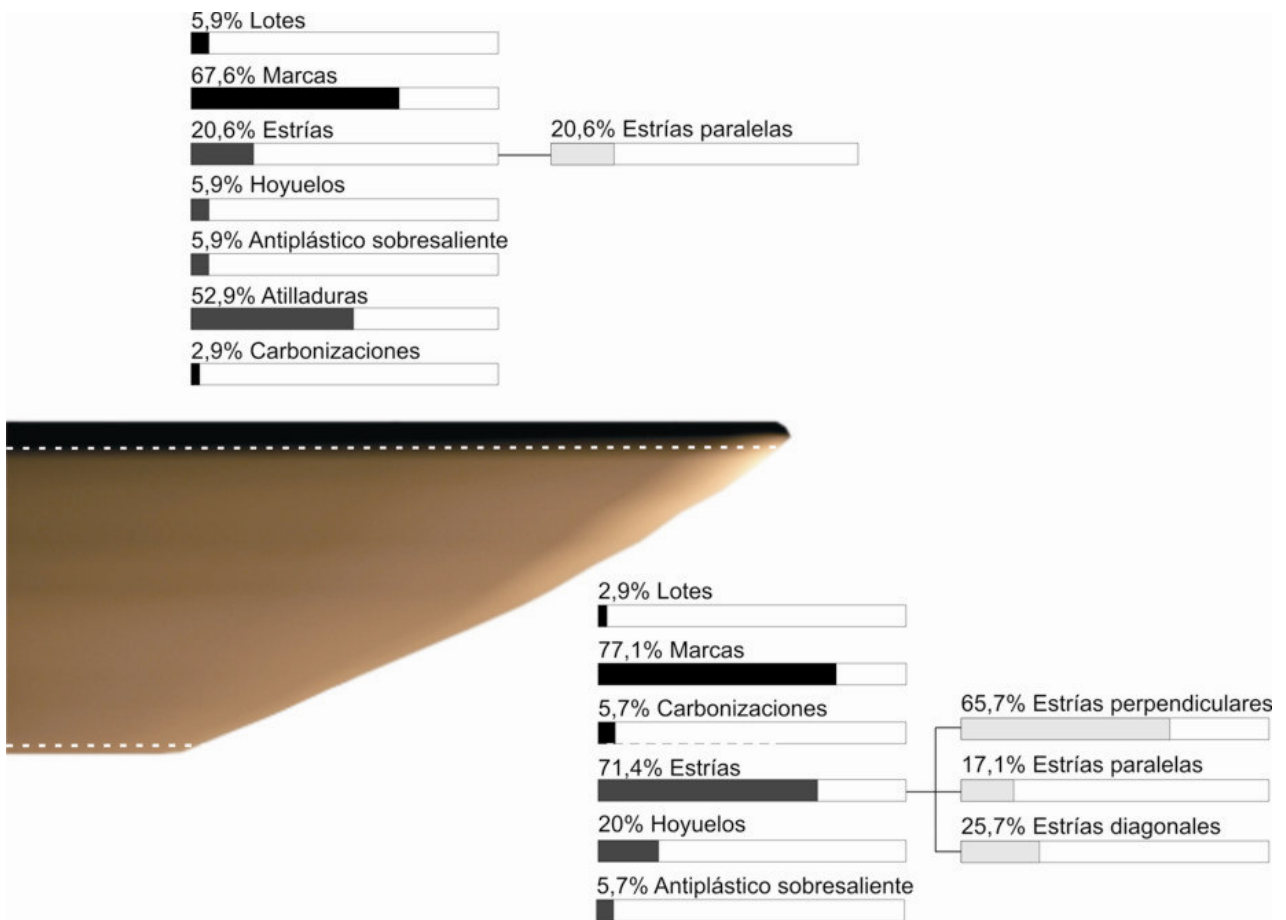 5,9% Lotes
67,6% Marcas
20,6% Estrías
20,6% Estrías paralelas
5,9% Hoyuelos
5,9% Antiplástico sobresaliente
52,9% Atilladuras
2,9% Carbonizaciones
2,9% Lotes
77,1% Marcas
5,7% Carbonizaciones
65,7% Estrías perpendiculares
71,4% Estrías
17,1% Estrías paralelas
20% Hoyuelos
25,7% Estrías diagonales
5,7% Antiplástico sobresaliente